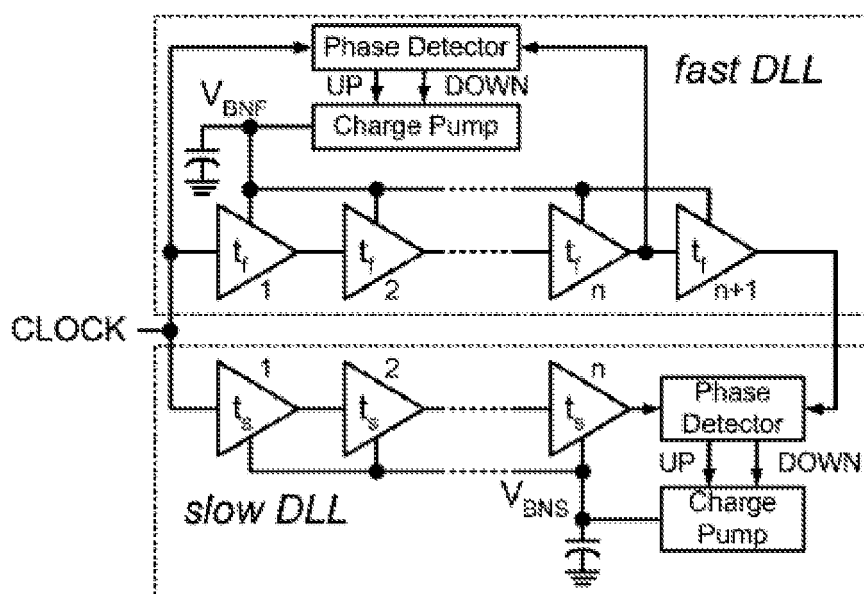 Phase Detector
fast DLL
UP
DOWN
V_BNF
Charge Pump
t_f
t_f
t_f
t_f
1
2
n
n+1
CLOCK
1
2
n
t_s
t_s
t_s
Phase
Detector
UP
DOWN
slow DLL
V_BNS
Charge
Pump